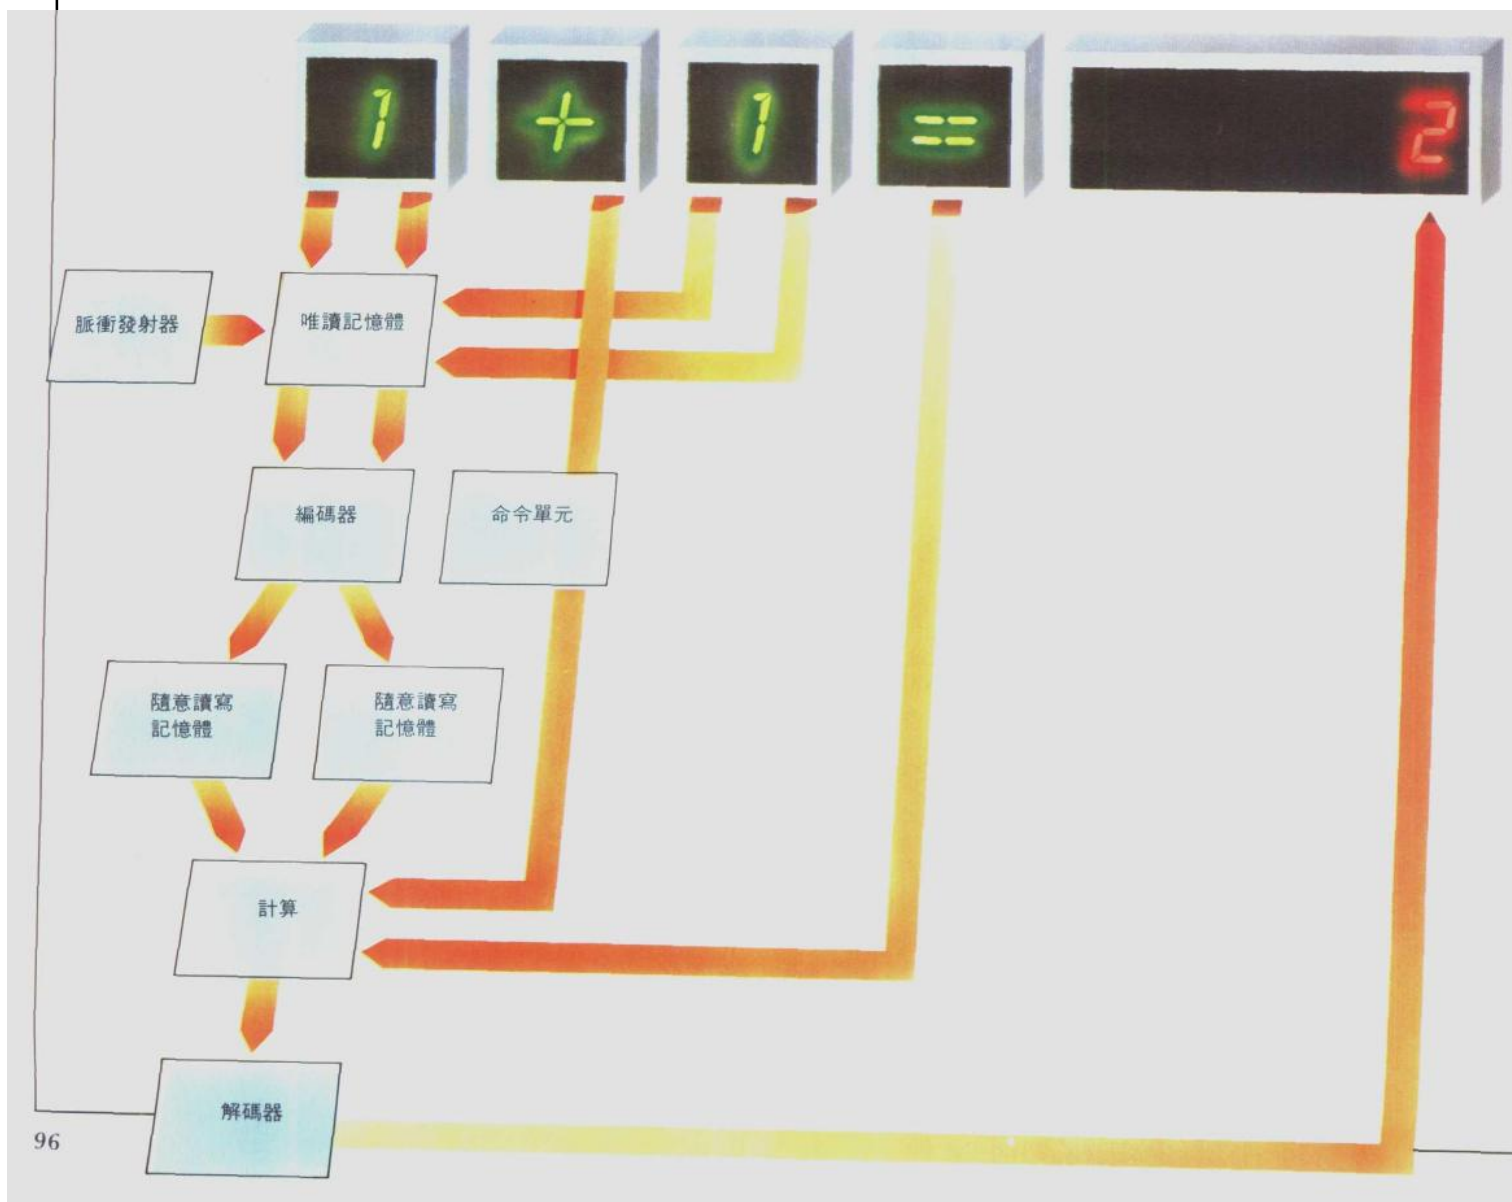 1 + 1 = 2
脈衝發射器
唯讀記憶體
編碼器
命令單元
隨意讀寫
記憶體
隨意讀寫
記憶體
計算
解碼器
96